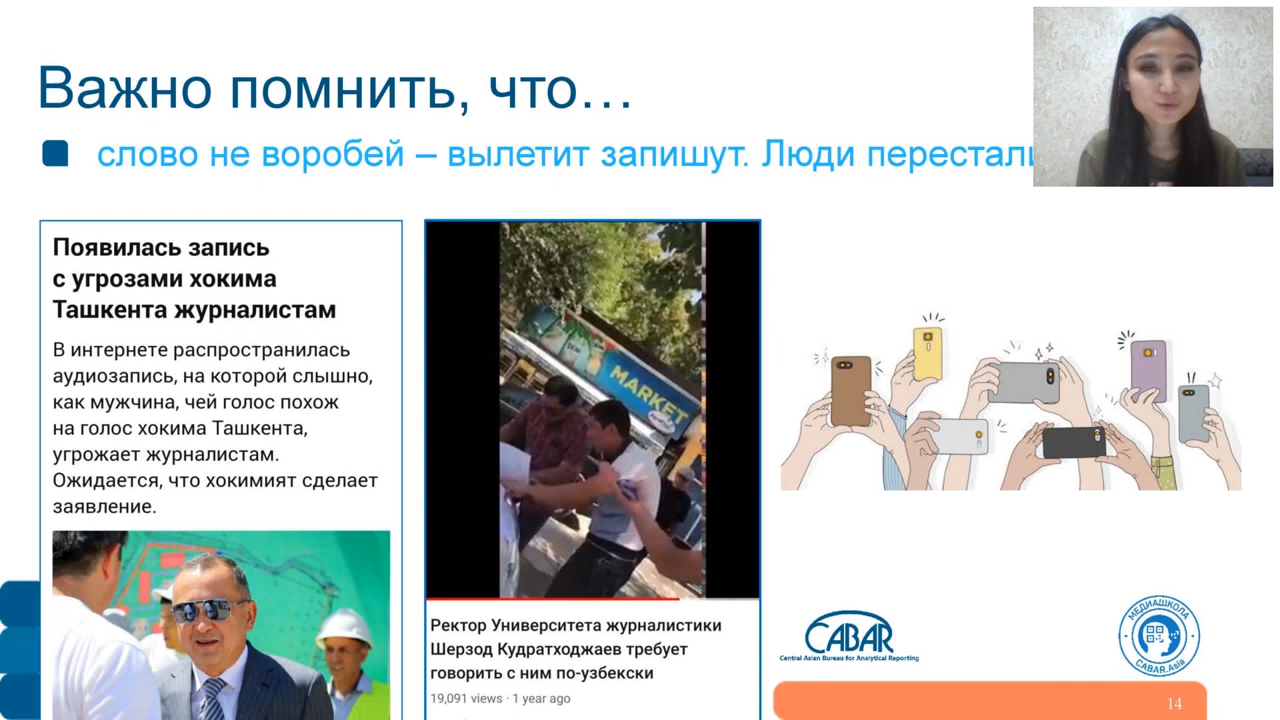 Важно помнить, что…
слово не воробей – вылетит запишут. Люди перестали
Появилась запись
с угрозами хокима
Ташкента журналистам
В интернете распространилась
аудиозапись, на которой слышно,
как мужчина, чей голос похож
на голос хокима Ташкента,
угрожает журналистам.
Ожидается, что хокимият сделает
заявление.
MARKET
Ректор Университета журналистики
Шерзод Кудратходжаев требует
говорить с ним по-узбекски
19,091 views · 1 year ago
CABAR
Central Asian Bureau for Analytical Reporting
МЕДИАШКОЛА
CABAR.Asia
14